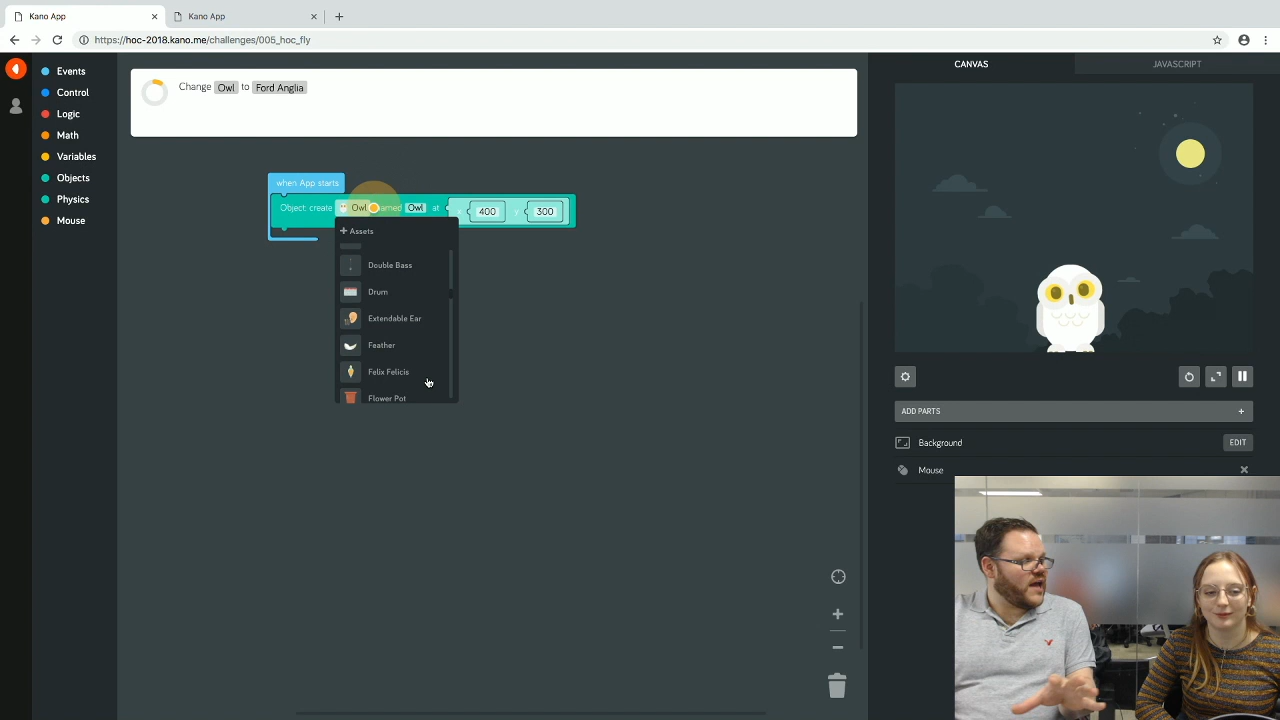 Kano App
Kano App
https://hoc-2018.kano.me/challenges/005_hoc_fly
Events
Control
Logic
Math
Variables
Objects
Physics
Mouse
Change Owl to Ford Anglia
when App starts
Object: create Owl named Owl at x 400 y 300
+ Assets
Double Bass
Drum
Extendable Ear
Feather
Felix Felicis
Flower Pot
CANVAS
JAVASCRIPT
ADD PARTS +
Background
EDIT
Mouse